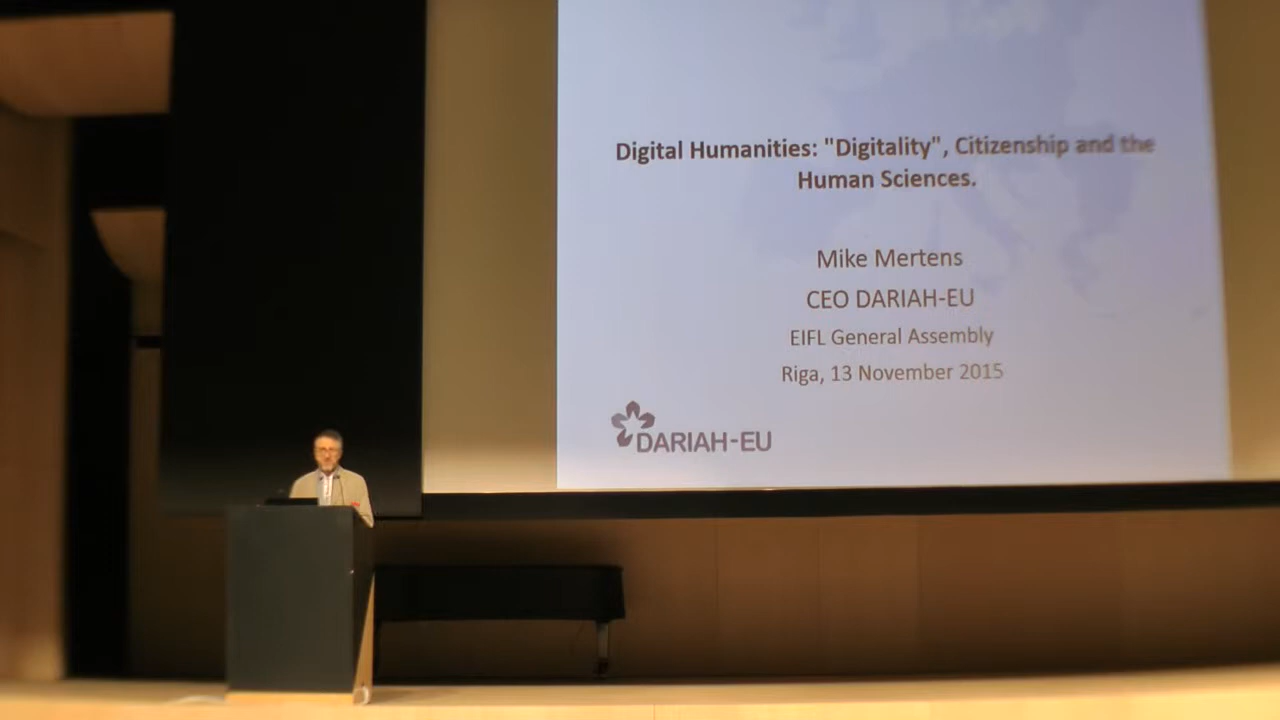 Digital Humanities: "Digitality", Citizenship and the
Human Sciences.
Mike Mertens
CEO DARIAH-EU
EIFL General Assembly
Riga, 13 November 2015
DARIAH-EU